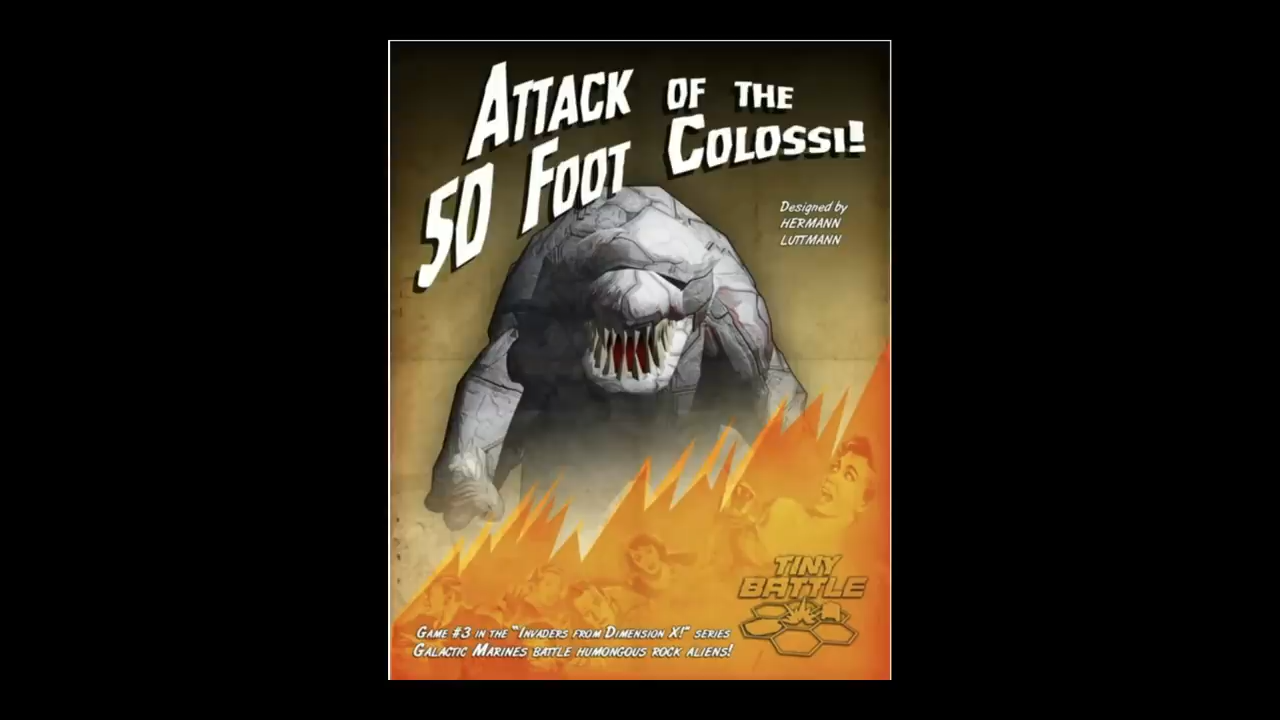 ATTACK OF THE
50 FOOT COLOSSI!
Designed by
HERMANN
LUTTMANN
TINY
BATTLE
GAME #3 IN THE "INVADERS FROM DIMENSION X!" SERIES
GALACTIC MARINES BATTLE HUMONGOUS ROCK ALIENS!